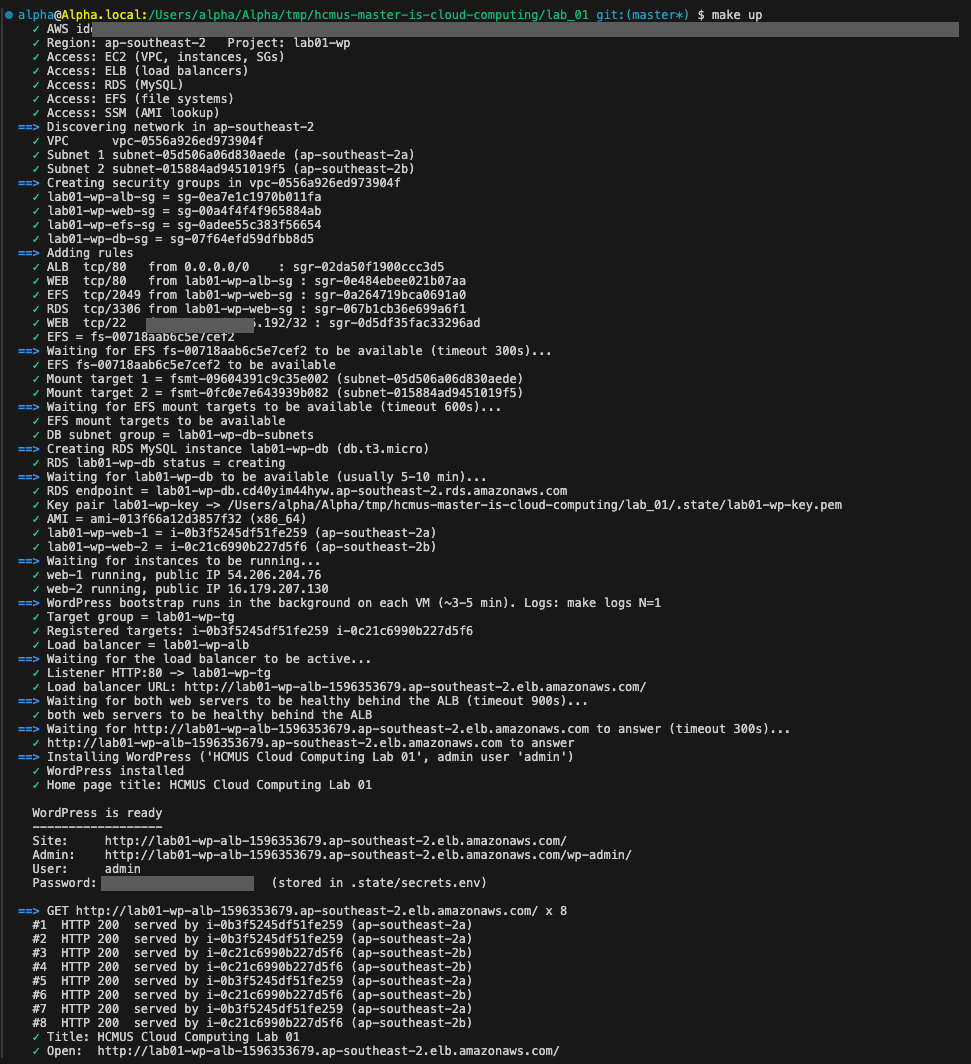 alpha@Alpha.local:/Users/alpha/Alpha/tmp/hcmus-master-is-cloud-computing/lab_01 git:(master*) $ make up
✓ AWS ide
✓ Region: ap-southeast-2   Project: lab01-wp
✓ Access: EC2 (VPC, instances, SGs)
✓ Access: ELB (load balancers)
✓ Access: RDS (MySQL)
✓ Access: EFS (file systems)
✓ Access: SSM (AMI lookup)
==> Discovering network in ap-southeast-2
✓ VPC      vpc-0556a926ed973904f
✓ Subnet 1 subnet-05d506a06d830aede (ap-southeast-2a)
✓ Subnet 2 subnet-015884ad9451019f5 (ap-southeast-2b)
==> Creating security groups in vpc-0556a926ed973904f
✓ lab01-wp-alb-sg = sg-0ea7e1c1970b011fa
✓ lab01-wp-web-sg = sg-00a4f4f4f965884ab
✓ lab01-wp-efs-sg = sg-0adee55c383f56654
✓ lab01-wp-db-sg = sg-07f64efd59dfbb8d5
==> Adding rules
✓ ALB  tcp/80   from 0.0.0.0/0    : sgr-02da50f1900ccc3d5
✓ WEB  tcp/80   from lab01-wp-alb-sg : sgr-0e484ebee021b07aa
✓ EFS  tcp/2049 from lab01-wp-web-sg : sgr-0a264719bca0691a0
✓ RDS  tcp/3306 from lab01-wp-web-sg : sgr-067b1cb36e699a6f1
✓ WEB  tcp/22   .192/32 : sgr-0d5df35fac33296ad
✓ EFS = fs-00718aab6c5e7cef2
==> Waiting for EFS fs-00718aab6c5e7cef2 to be available (timeout 300s)...
✓ EFS fs-00718aab6c5e7cef2 to be available
✓ Mount target 1 = fsmt-09604391c9c35e002 (subnet-05d506a06d830aede)
✓ Mount target 2 = fsmt-0fc0e7e643939b082 (subnet-015884ad9451019f5)
==> Waiting for EFS mount targets to be available (timeout 600s)...
✓ EFS mount targets to be available
✓ DB subnet group = lab01-wp-db-subnets
==> Creating RDS MySQL instance lab01-wp-db (db.t3.micro)
✓ RDS lab01-wp-db status = creating
==> Waiting for lab01-wp-db to be available (usually 5-10 min)...
✓ RDS endpoint = lab01-wp-db.cd40yim44hyw.ap-southeast-2.rds.amazonaws.com
✓ Key pair lab01-wp-key -> /Users/alpha/Alpha/tmp/hcmus-master-is-cloud-computing/lab_01/.state/lab01-wp-key.pem
✓ AMI = ami-013f66a12d3857f32 (x86_64)
✓ lab01-wp-web-1 = i-0b3f5245df51fe259 (ap-southeast-2a)
✓ lab01-wp-web-2 = i-0c21c6990b227d5f6 (ap-southeast-2b)
==> Waiting for instances to be running...
✓ web-1 running, public IP 54.206.204.76
✓ web-2 running, public IP 16.179.207.130
==> WordPress bootstrap runs in the background on each VM (~3-5 min). Logs: make logs N=1
✓ Target group = lab01-wp-tg
✓ Registered targets: i-0b3f5245df51fe259 i-0c21c6990b227d5f6
✓ Load balancer = lab01-wp-alb
==> Waiting for the load balancer to be active...
✓ Listener HTTP:80 -> lab01-wp-tg
✓ Load balancer URL: http://lab01-wp-alb-1596353679.ap-southeast-2.elb.amazonaws.com/
==> Waiting for both web servers to be healthy behind the ALB (timeout 900s)...
✓ both web servers to be healthy behind the ALB
==> Waiting for http://lab01-wp-alb-1596353679.ap-southeast-2.elb.amazonaws.com to answer (timeout 300s)...
✓ http://lab01-wp-alb-1596353679.ap-southeast-2.elb.amazonaws.com to answer
==> Installing WordPress ('HCMUS Cloud Computing Lab 01', admin user 'admin')
✓ WordPress installed
✓ Home page title: HCMUS Cloud Computing Lab 01
WordPress is ready
------------------
Site:     http://lab01-wp-alb-1596353679.ap-southeast-2.elb.amazonaws.com/
Admin:    http://lab01-wp-alb-1596353679.ap-southeast-2.elb.amazonaws.com/wp-admin/
User:     admin
Password:   (stored in .state/secrets.env)
==> GET http://lab01-wp-alb-1596353679.ap-southeast-2.elb.amazonaws.com/ x 8
#1  HTTP 200  served by i-0b3f5245df51fe259 (ap-southeast-2a)
#2  HTTP 200  served by i-0b3f5245df51fe259 (ap-southeast-2a)
#3  HTTP 200  served by i-0c21c6990b227d5f6 (ap-southeast-2b)
#4  HTTP 200  served by i-0c21c6990b227d5f6 (ap-southeast-2b)
#5  HTTP 200  served by i-0b3f5245df51fe259 (ap-southeast-2a)
#6  HTTP 200  served by i-0c21c6990b227d5f6 (ap-southeast-2b)
#7  HTTP 200  served by i-0b3f5245df51fe259 (ap-southeast-2a)
#8  HTTP 200  served by i-0c21c6990b227d5f6 (ap-southeast-2b)
✓ Title: HCMUS Cloud Computing Lab 01
✓ Open:  http://lab01-wp-alb-1596353679.ap-southeast-2.elb.amazonaws.com/